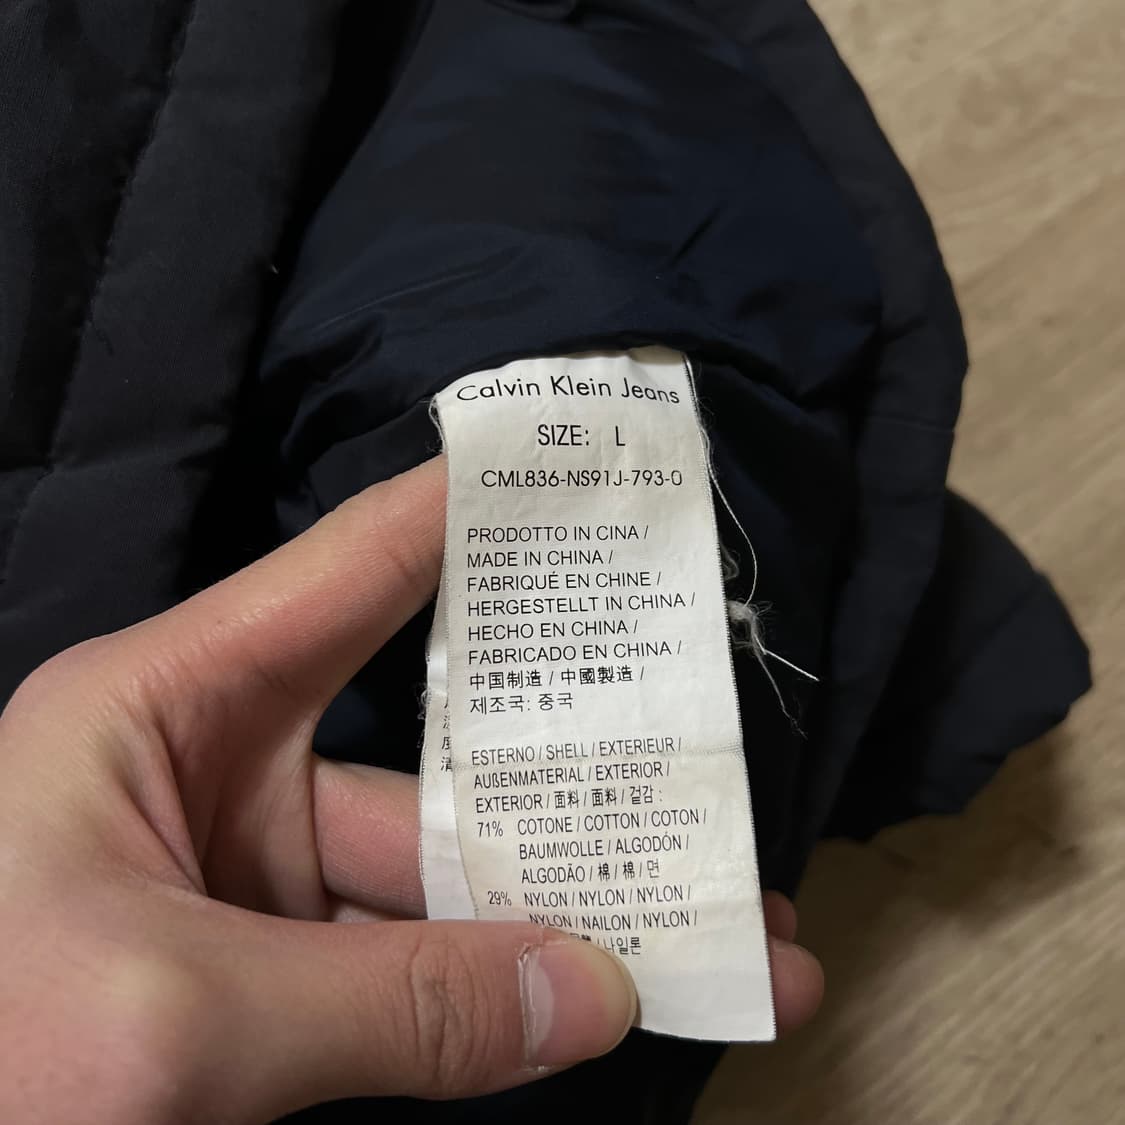 Calvin Klein Jeans
SIZE: L
CML836-NS91J-793-0
PRODOTTO IN CINA /
MADE IN CHINA /
FABRIQUÉ EN CHINE /
HERGESTELLT IN CHINA /
HECHO EN CHINA /
FABRICADO EN CHINA /
中国制造 / 中國製造 /
제조국: 중국
ESTERNO / SHELL / EXTERIEUR /
AUßENMATERIAL / EXTERIOR /
EXTERIOR / 面料 / 面料 / 겉감 :
71% COTONE / COTTON / COTON /
BAUMWOLLE / ALGODÓN /
ALGODÃO / 棉 / 棉 / 면
29% NYLON / NYLON / NYLON /
NYLON / NAILON / NYLON /
/ 나일론